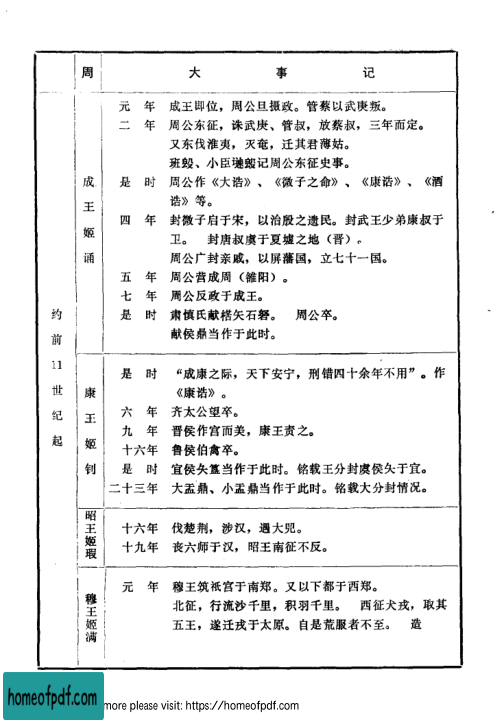 周 大事记
约前11世纪起
成王姬诵
元年 成王即位，周公旦摄政。管蔡以武庚叛。
二年 周公东征，诛武庚、管叔，放蔡叔，三年而定。
又东伐淮夷，灭奄，迁其君薄姑。
班毁、小臣𧩙毁记周公东征史事。
是时 周公作《大诰》、《微子之命》、《康诰》、《酒
诰》等。
四年 封微子启于宋，以治殷之遗民。封武王少弟康叔于
卫。 封唐叔虞于夏墟之地（晋）。
周公广封亲戚，以屏藩国，立七十一国。
五年 周公营成周（雒阳）。
七年 周公反政于成王。
是时 肃慎氏献楛矢石砮。 周公卒。
献侯鼎当作于此时。
康王姬钊
是时 “成康之际，天下安宁，刑错四十余年不用”。作
《康诰》。
六年 齐太公望卒。
九年 晋侯作宫而美，康王责之。
十六年 鲁侯伯禽卒。
是时 宜侯夨簋当作于此时。铭载王分封虞侯夨于宜。
二十三年 大盂鼎、小盂鼎当作于此时。铭载大分封情况。
昭王姬瑕
十六年 伐楚荆，涉汉，遇大兕。
十九年 丧六师于汉，昭王南征不反。
穆王姬满
元年 穆王筑祇宫于南郑。又以下都于西郑。
北征，行流沙千里，积羽千里。 西征犬戎，取其
五王，遂迁戎于太原。自是荒服者不至。 造
homeofpdf.com
more please visit: https://homeofpdf.com